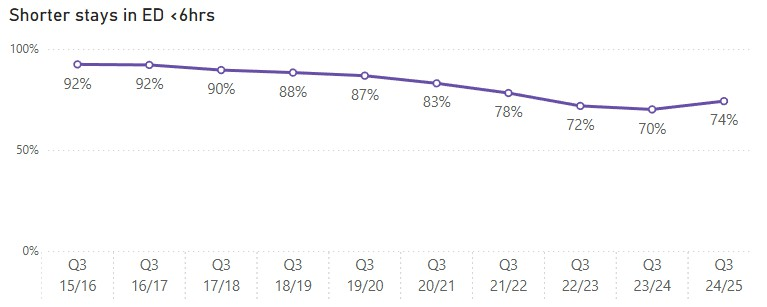 Shorter stays in ED <6hrs
100%
92% 92% 90% 88% 87% 83% 78% 72% 70% 74%
50%
0%
Q3 Q3 Q3 Q3 Q3 Q3 Q3 Q3 Q3 Q3
15/16 16/17 17/18 18/19 19/20 20/21 21/22 22/23 23/24 24/25